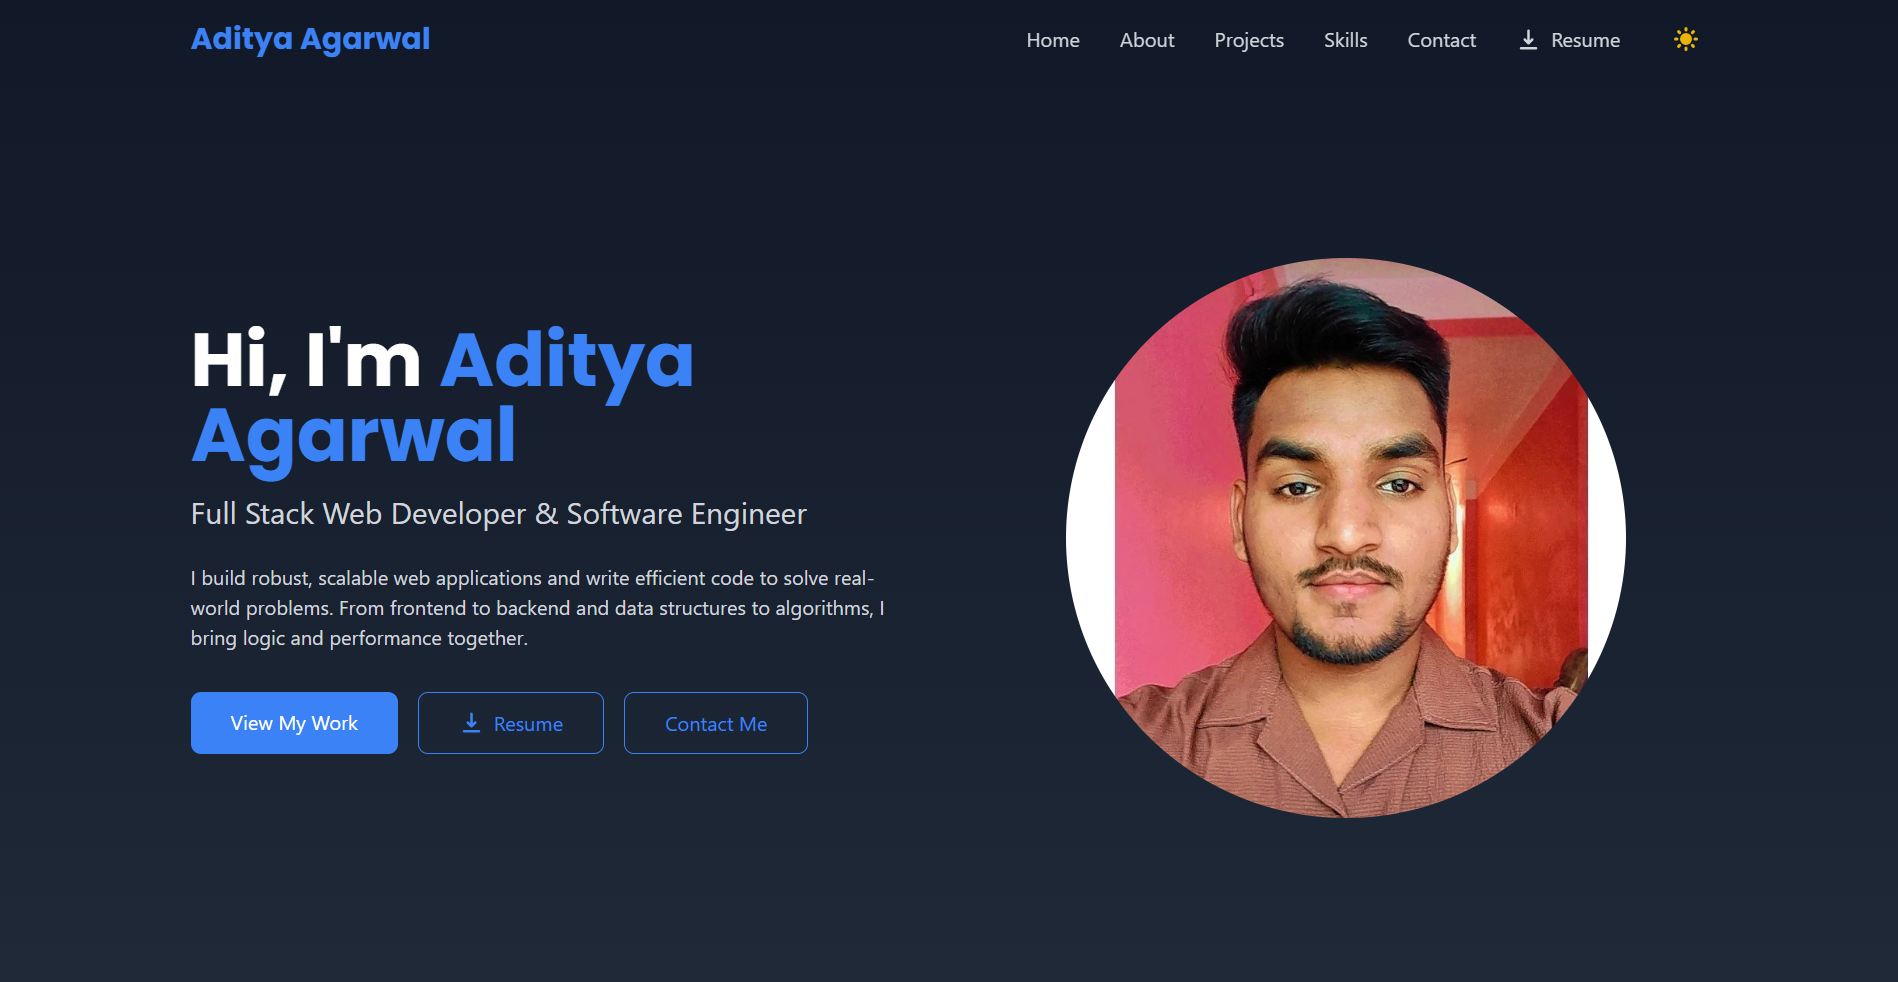 Aditya Agarwal
Home About Projects Skills Contact Resume
Hi, I'm Aditya
Agarwal
Full Stack Web Developer & Software Engineer
I build robust, scalable web applications and write efficient code to solve real-
world problems. From frontend to backend and data structures to algorithms, I
bring logic and performance together.
View My Work Resume Contact Me